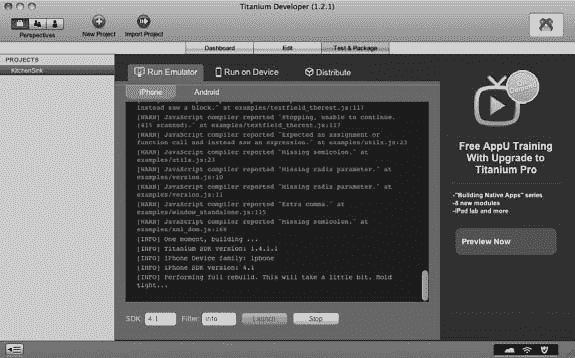 Titanium Developer (1.2.1)
Perspectives
New Project
Import Project
Dashboard
Edit
Test & Package
PROJECTS
KitchenSink
Run Emulator
Run on Device
Distribute
iPhone
Android
instead saw a block." at examples/textfield_therest.js:117
[WARN] JavaScript compiler reported "Stopping, unable to continue.
(41% scanned)." at examples/textfield_therest.js:117
[WARN] JavaScript compiler reported "Expected an assignment or
function call and instead saw an expression." at examples/utils.js:23
[WARN] JavaScript compiler reported "Missing semicolon." at
examples/utils.js:23
[WARN] JavaScript compiler reported "Missing radix parameter." at
examples/version.js:10
[WARN] JavaScript compiler reported "Missing radix parameter." at
examples/version.js:11
[WARN] JavaScript compiler reported "Extra comma." at
examples/window_standalone.js:115
[WARN] JavaScript compiler reported "Missing semicolon." at
examples/xml_dom.js:168
[INFO] One moment, building ...
[INFO] Titanium SDK version: 1.4.1.1
[INFO] iPhone Device family: iphone
[INFO] iPhone SDK version: 4.1
[INFO] Performing full rebuild. This will take a little bit. Hold
tight...
SDK: 4.1
Filter: info
Launch
Stop
On Demand
Free AppU Training
With Upgrade to
Titanium Pro
-"Building Native Apps" series
-8 new modules
-iPad lab and more
Preview Now